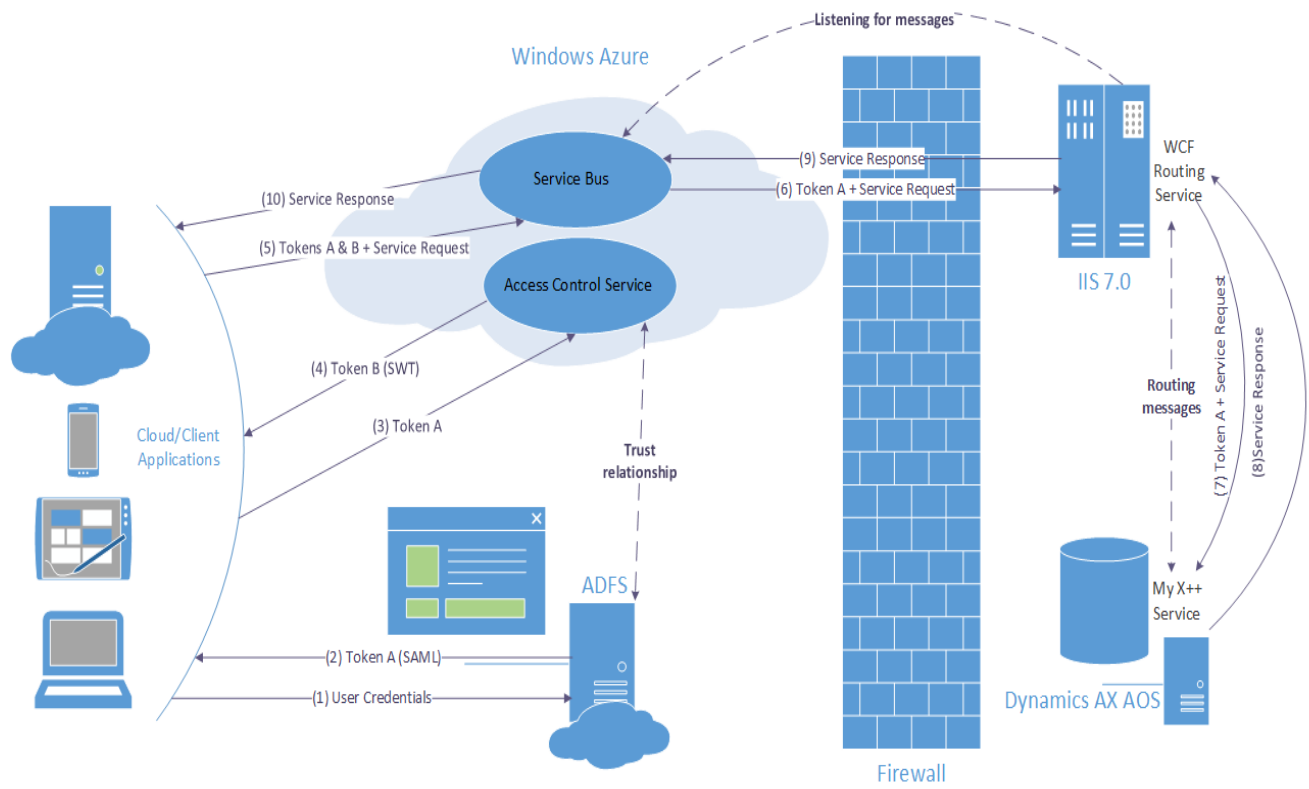 Listening for messages
Windows Azure
Service Bus
(9) Service Response
(6) Token A + Service Request
WCF
Routing
Service
(10) Service Response
(5) Tokens A & B + Service Request
Access Control Service
IIS 7.0
(4) Token B (SWT)
(3) Token A
Cloud/Client
Applications
Trust
relationship
Routing
messages
(7) Token A + Service Request
(8)Service Response
ADFS
My X++
Service
(2) Token A (SAML)
(1) User Credentials
Dynamics AX AOS
Firewall